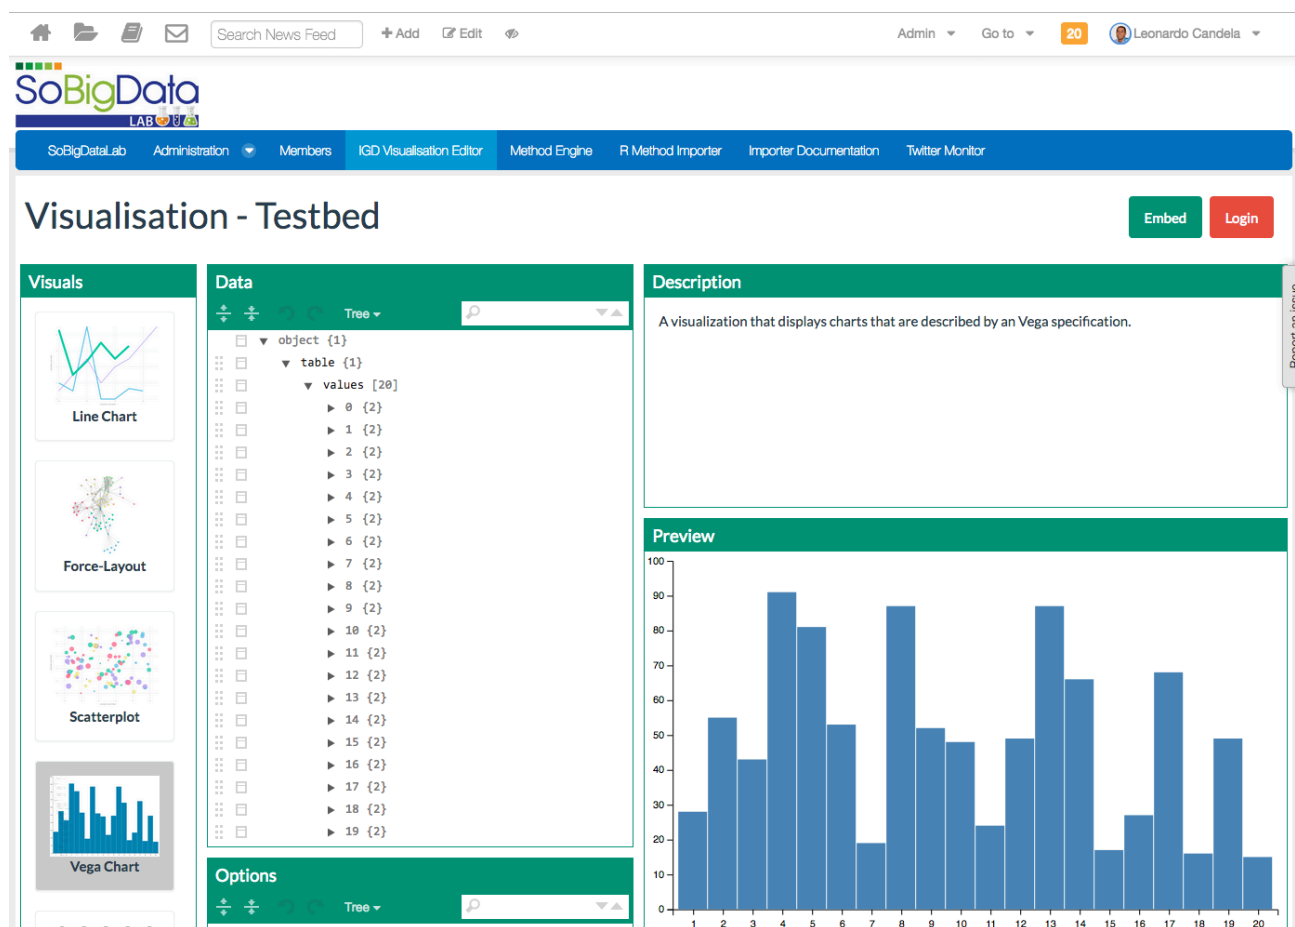 Search News Feed
Add
Edit
Admin
Go to
20
Leonardo Candela
SoBigData
LAB
SoBigDataLab
Administration
Members
IGD Visualisation Editor
Method Engine
R Method Importer
Importer Documentation
Twitter Monitor
Visualisation - Testbed
Embed
Login
Report an issue
Visuals
Line Chart
Force-Layout
Scatterplot
Vega Chart
Data
Tree
object {1}
table {1}
values [20]
0 {2}
1 {2}
2 {2}
3 {2}
4 {2}
5 {2}
6 {2}
7 {2}
8 {2}
9 {2}
10 {2}
11 {2}
12 {2}
13 {2}
14 {2}
15 {2}
16 {2}
17 {2}
18 {2}
19 {2}
Options
Tree
Description
A visualization that displays charts that are described by an Vega specification.
Preview
100
90
80
70
60
50
40
30
20
10
0
1 2 3 4 5 6 7 8 9 10 11 12 13 14 15 16 17 18 19 20